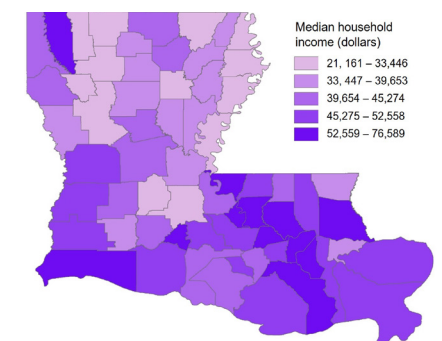 Median household
income (dollars)
21, 161 – 33,446
33, 447 – 39,653
39,654 – 45,274
45,275 – 52,558
52,559 – 76,589